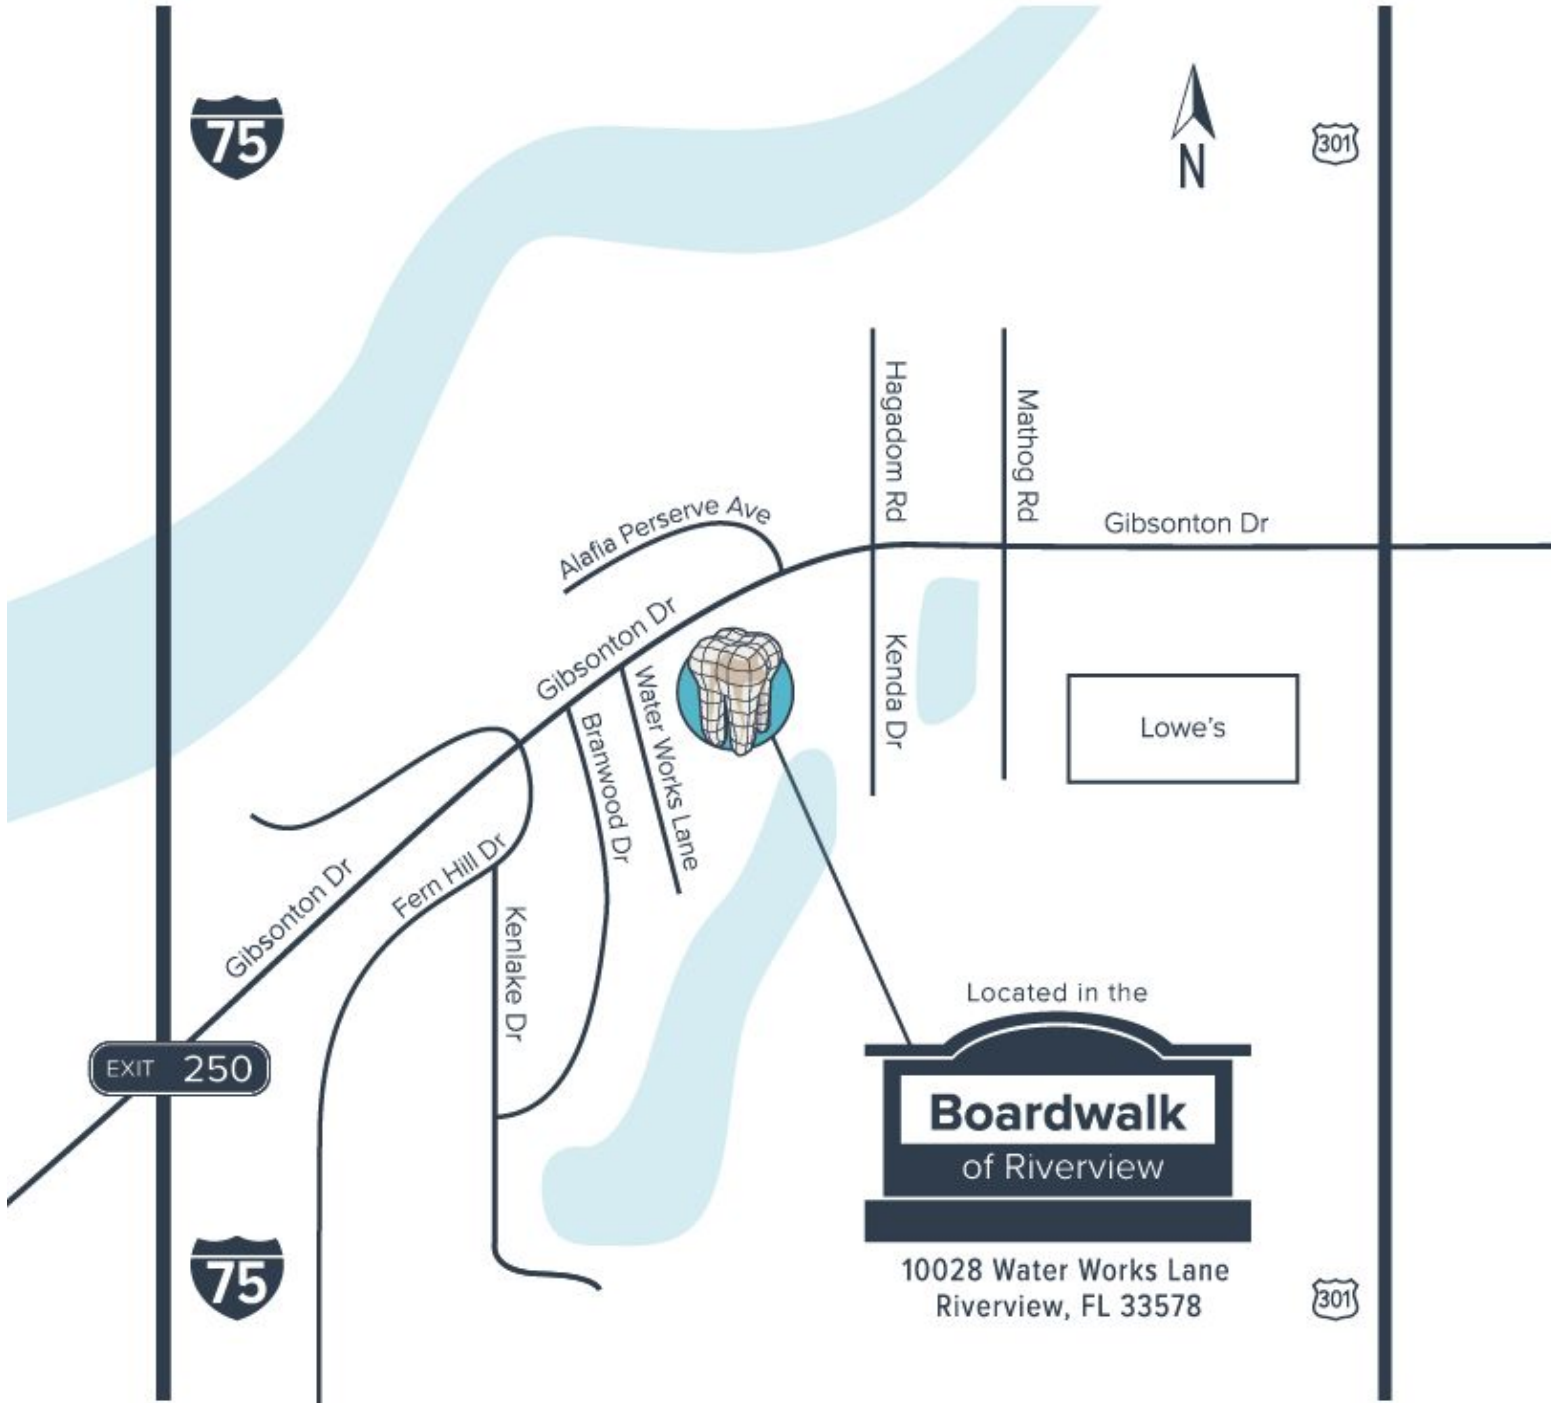 75
N
301
Hagadom Rd
Mathog Rd
Gibsonton Dr
Alafia Perserve Ave
Gibsonton Dr
Kenda Dr
Water Works Lane
Branwood Dr
Lowe's
Fern Hill Dr
Gibsonton Dr
Kenlake Dr
EXIT 250
Located in the
Boardwalk
of Riverview
75
10028 Water Works Lane
Riverview, FL 33578
301